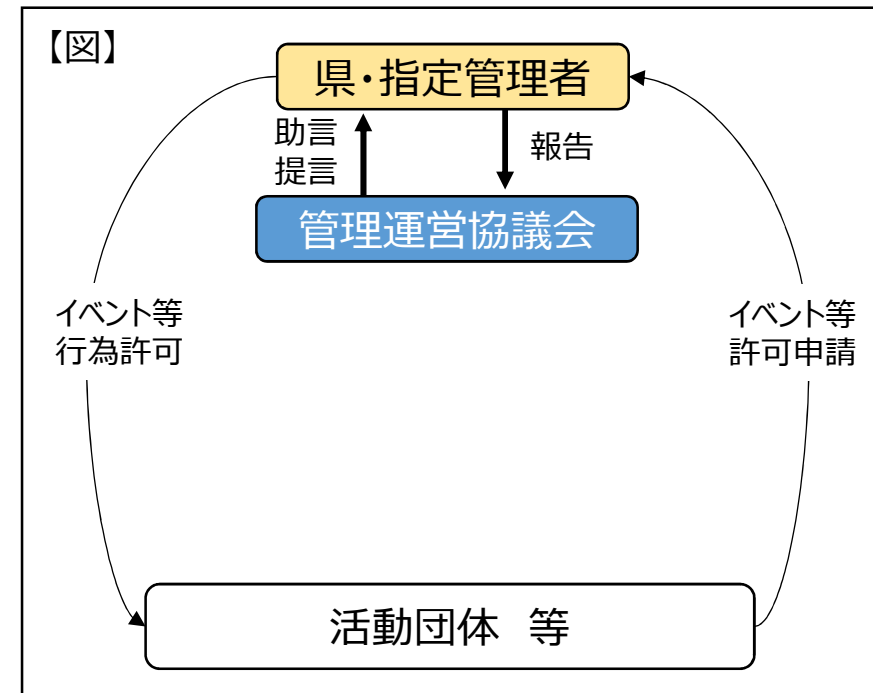 【図】
県・指定管理者
助言
提言
報告
管理運営協議会
イベント等
行為許可
イベント等
許可申請
活動団体　等